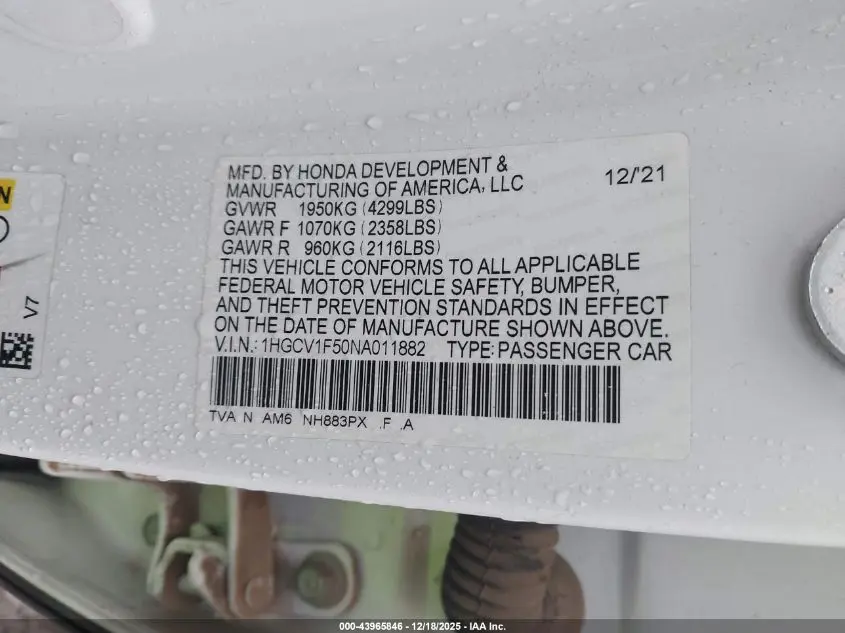 MFD. BY HONDA DEVELOPMENT &
MANUFACTURING OF AMERICA, LLC
12/'21
GVWR 1950KG (4299LBS)
GAWR F 1070KG (2358LBS)
GAWR R 960KG (2116LBS)
THIS VEHICLE CONFORMS TO ALL APPLICABLE
FEDERAL MOTOR VEHICLE SAFETY, BUMPER,
AND THEFT PREVENTION STANDARDS IN EFFECT
ON THE DATE OF MANUFACTURE SHOWN ABOVE.
V.I.N.: 1HGCV1F50NA011882 TYPE: PASSENGER CAR
TVA N AM6 NH883PX .F .A
N
V7
000-43965846 - 12/18/2025 - IAA Inc.